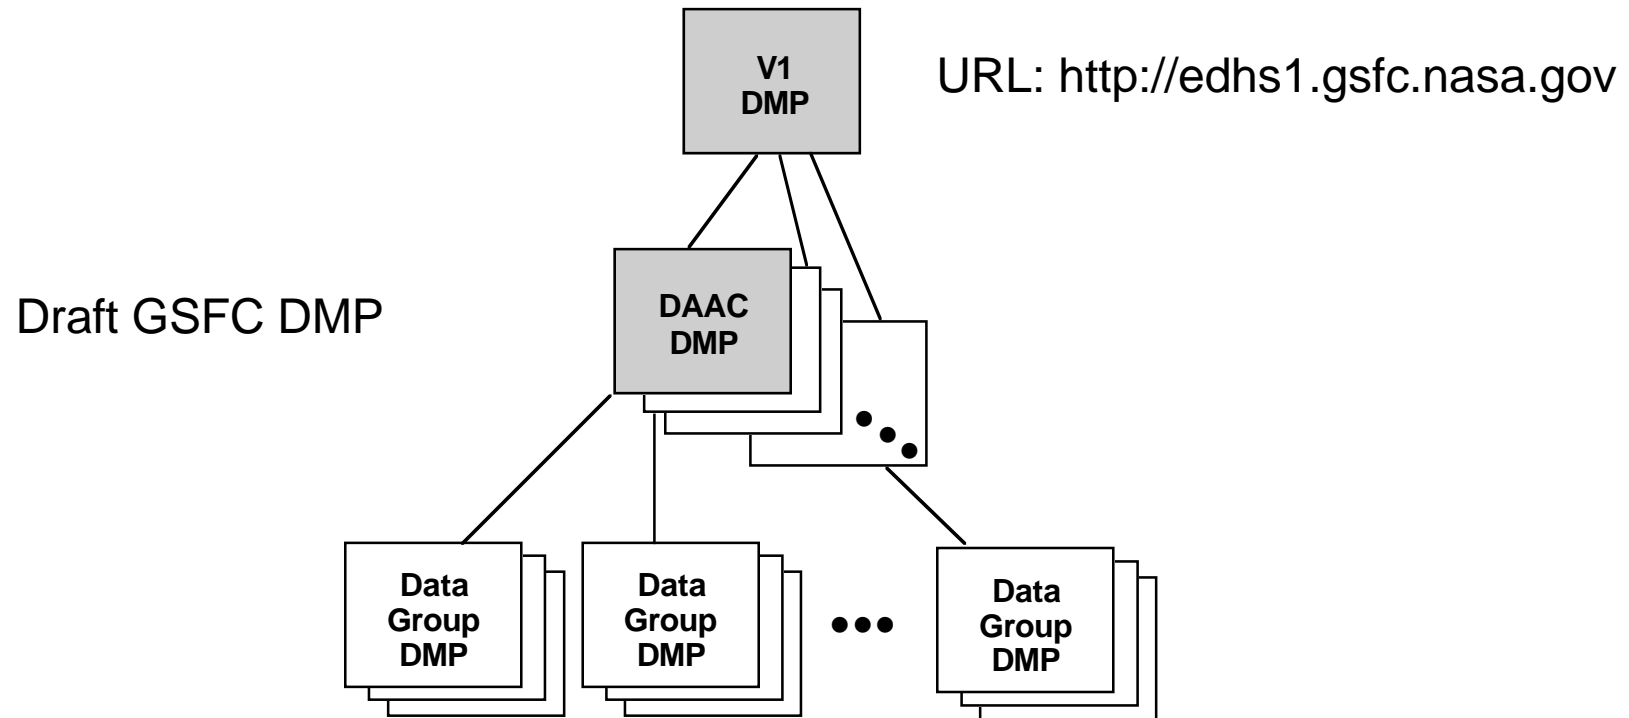 V1
DMP
URL: http://edhs1.gsfc.nasa.gov
Draft GSFC DMP
DAAC
DMP
Data
Group
DMP
Data
Group
DMP
Data
Group
DMP